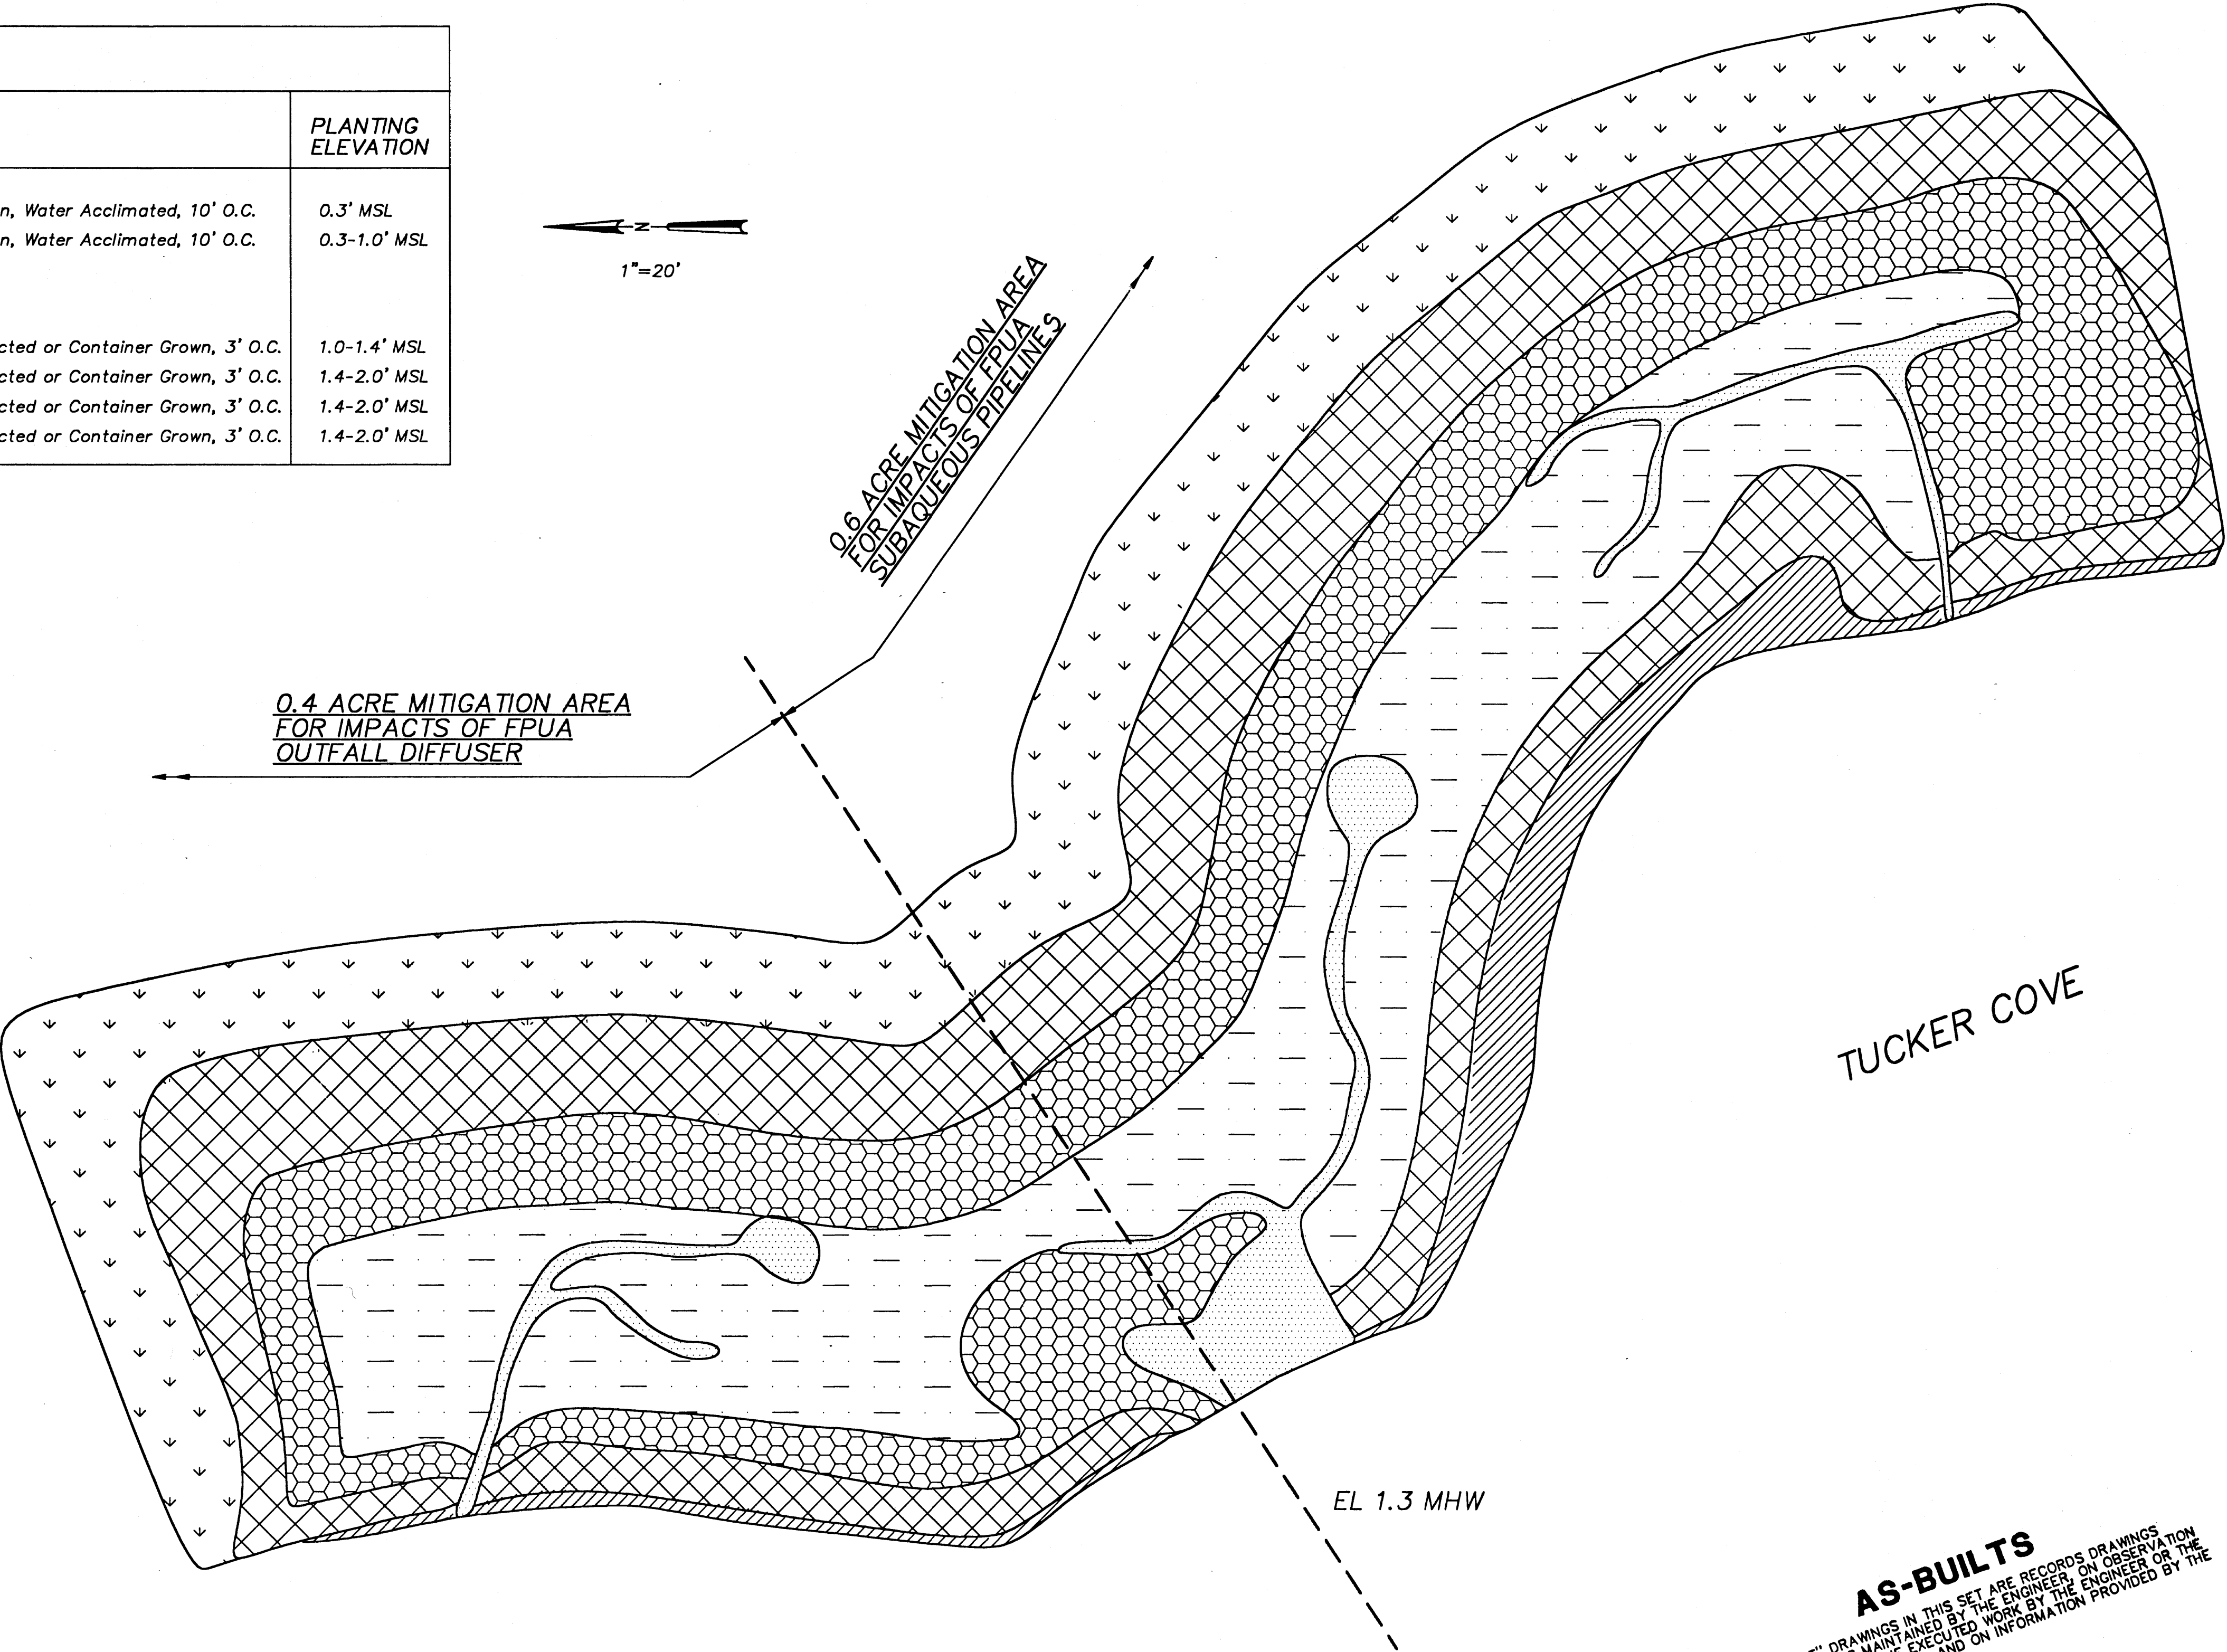 PLANTING
ELEVATION
Water Acclimated, 10' O.C. 0.3' MSL
Water Acclimated, 10' O.C. 0.3-1.0' MSL
or Container Grown, 3' O.C. 1.0-1.4' MSL
or Container Grown, 3' O.C. 1.4-2.0' MSL
or Container Grown, 3' O.C. 1.4-2.0' MSL
or Container Grown, 3' O.C. 1.4-2.0' MSL
N
1"=20'
0.6 ACRE MITIGATION AREA
FOR IMPACTS OF FPUA
SUBAQUEOUS PIPELINES
0.4 ACRE MITIGATION AREA
FOR IMPACTS OF FPUA
OUTFALL DIFFUSER
TUCKER COVE
EL 1.3 MHW
AS-BUILTS
DRAWINGS IN THIS SET ARE RECORDS DRAWINGS
MAINTAINED BY THE ENGINEER, ON OBSERVATION
EXECUTED WORK BY THE ENGINEER OR THE
AND ON INFORMATION PROVIDED BY THE